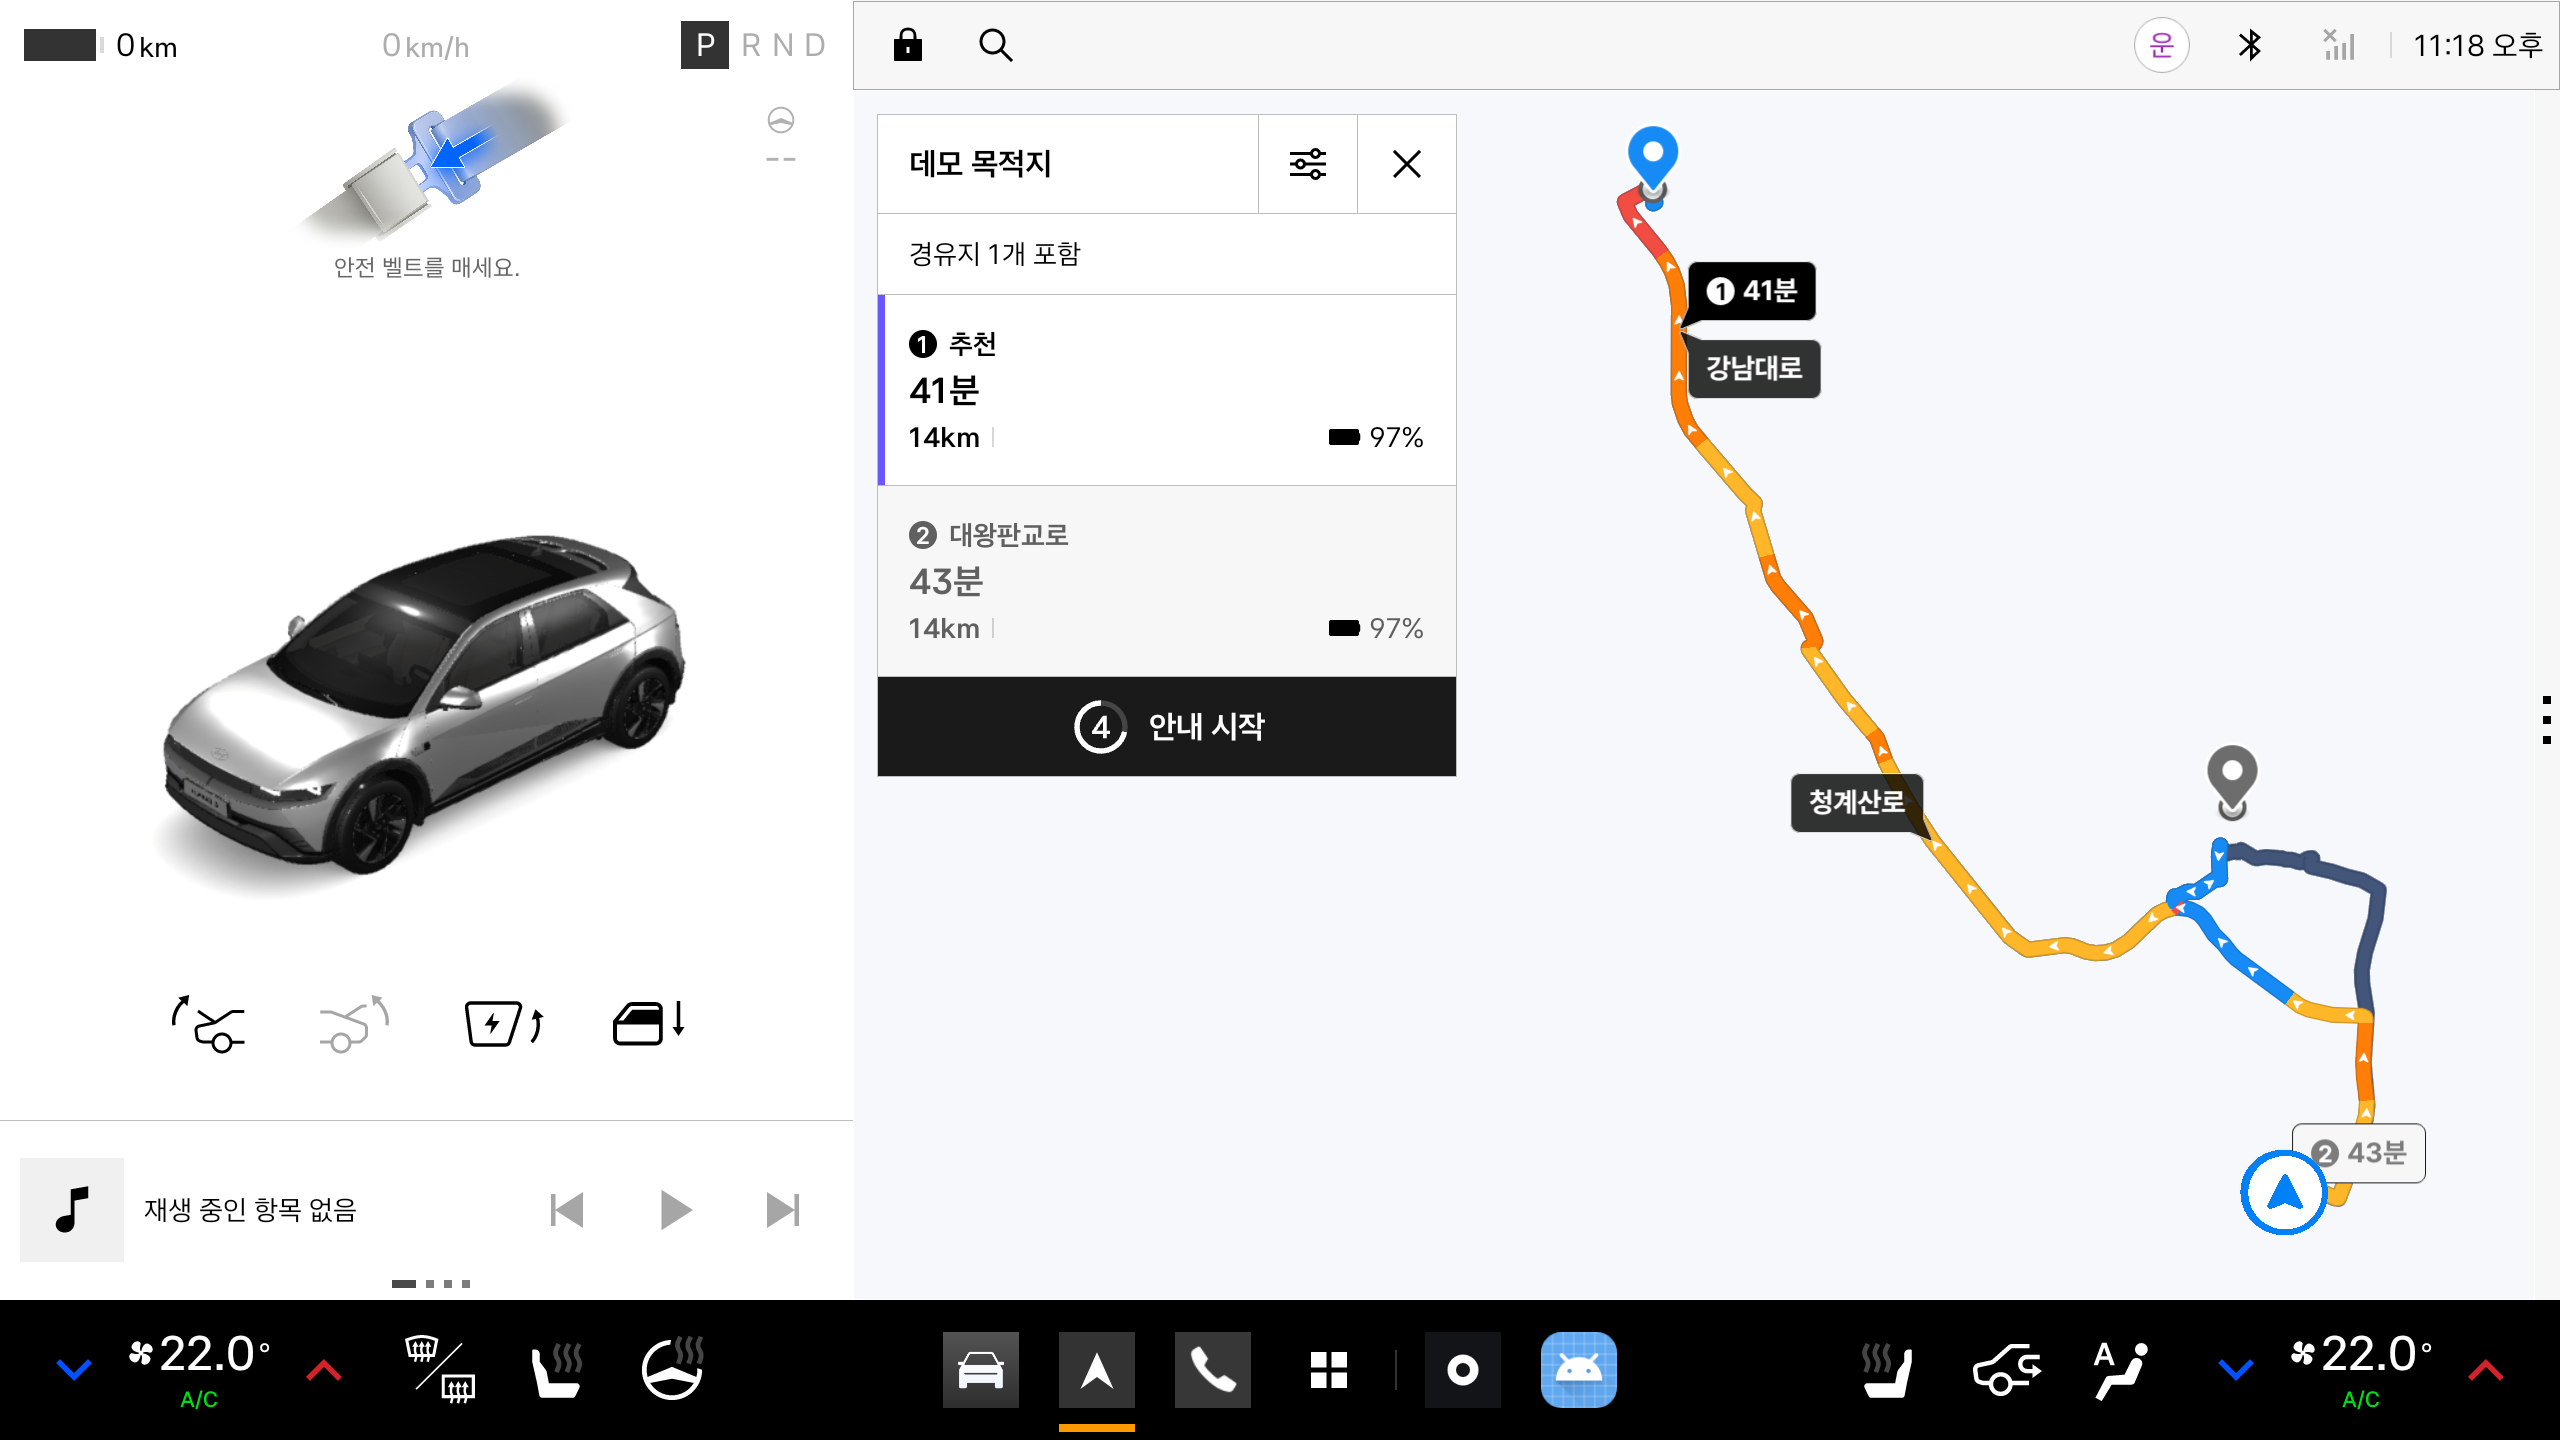 0 km
0 km/h
P R N D
안전 벨트를 매세요.
--
재생 중인 항목 없음
운
11:18 오후
데모 목적지
경유지 1개 포함
1 추천
41분
14km
97%
2 대왕판교로
43분
14km
97%
4 안내 시작
1 41분
강남대로
청계산로
2 43분
22.0°
A/C
A
22.0°
A/C